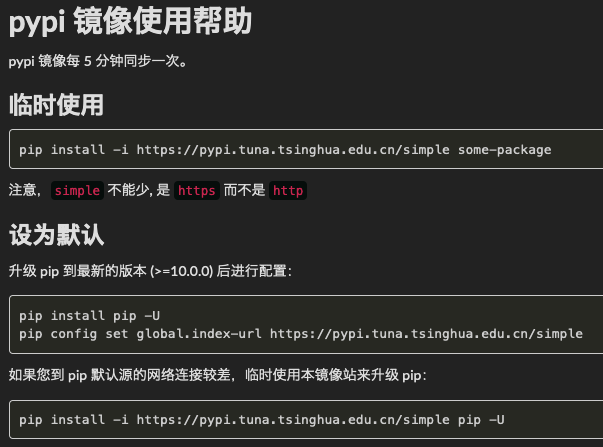 pypi 镜像使用帮助
pypi 镜像每 5 分钟同步一次。
临时使用
pip install -i https://pypi.tuna.tsinghua.edu.cn/simple some-package
注意，simple 不能少, 是 https 而不是 http
设为默认
升级 pip 到最新的版本 (>=10.0.0) 后进行配置：
pip install pip -U
pip config set global.index-url https://pypi.tuna.tsinghua.edu.cn/simple
如果您到 pip 默认源的网络连接较差，临时使用本镜像站来升级 pip：
pip install -i https://pypi.tuna.tsinghua.edu.cn/simple pip -U